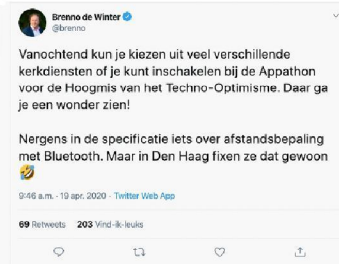 Brenno de Winter
@brenno
Vanochtend kun je kiezen uit veel verschillende
kerkdiensten of je kunt inschakelen bij de Appathon
voor de Hoogmis van het Techno-Optimisme. Daar ga
je een wonder zien!
Nergens in de specificatie iets over afstandsbepaling
met Bluetooth. Maar in Den Haag fixen ze dat gewoon
🤣
9:46 a.m. · 19 apr. 2020 · Twitter Web App
69 Retweets 203 Vind-ik-leuks